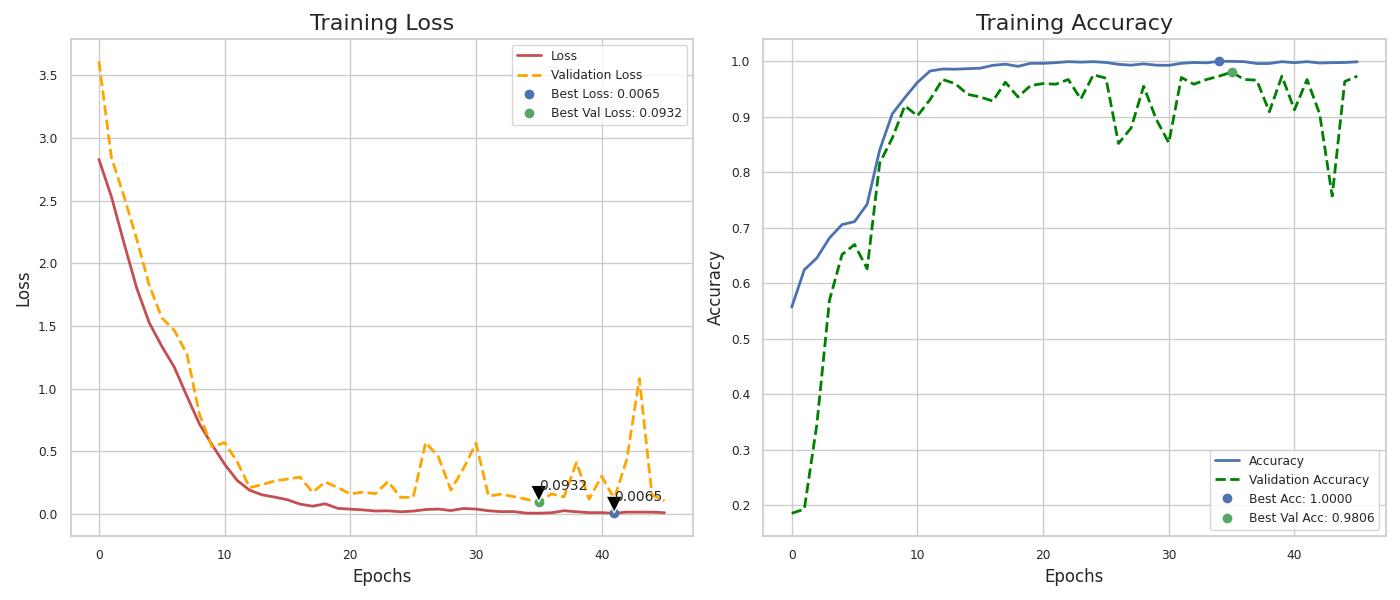 Training Loss
Loss
Validation Loss
Best Loss: 0.0065
Best Val Loss: 0.0932
3.5
3.0
2.5
2.0
1.5
1.0
0.5
0.0
0.0932
0.0065
0
10
20
30
40
Loss
Epochs
Training Accuracy
1.0
0.9
0.8
0.7
0.6
0.5
0.4
0.3
0.2
Accuracy
Validation Accuracy
Best Acc: 1.0000
Best Val Acc: 0.9806
0
10
20
30
40
Accuracy
Epochs